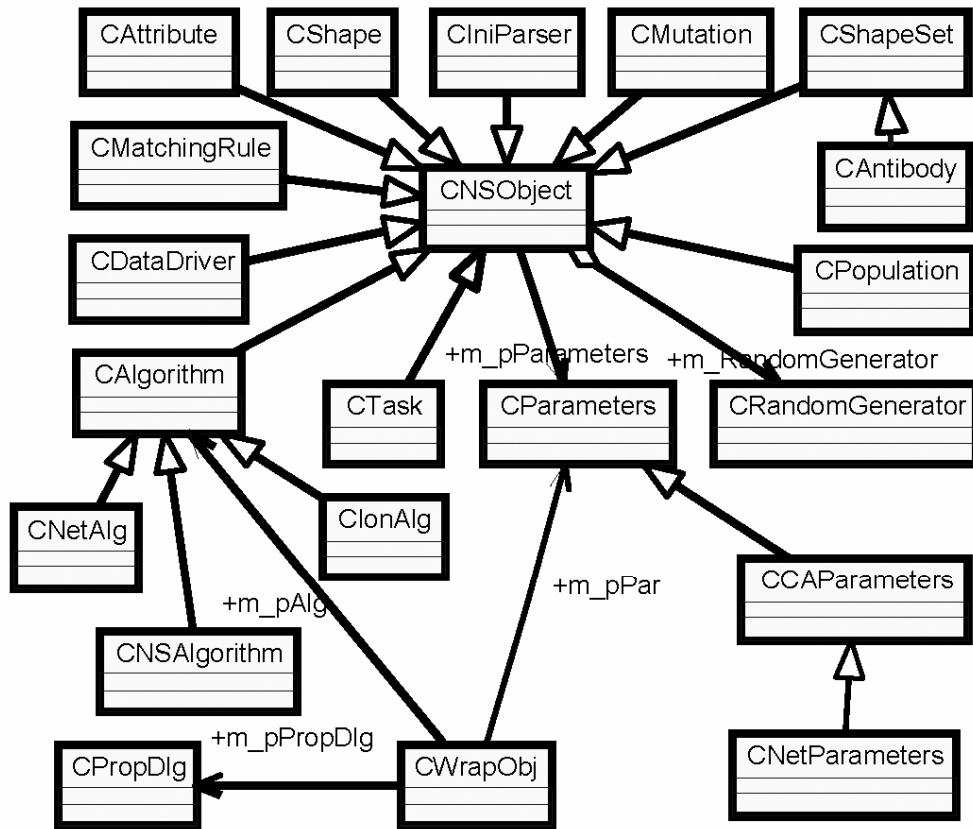 CAttribute
CShape
CIniParser
CMutation
CShapeSet
CMatchingRule
CNSObject
CAntibody
CDataDriver
CPopulation
+m_pParameters
+m_RandomGenerator
CAlgorithm
CTask
CParameters
CRandomGenerator
CNetAlg
ClonAlg
CCAParameters
+m_pAlg
+m_pPar
CNSAlgorithm
+m_pPropDlg
CPropDlg
CWrapObj
CNetParameters